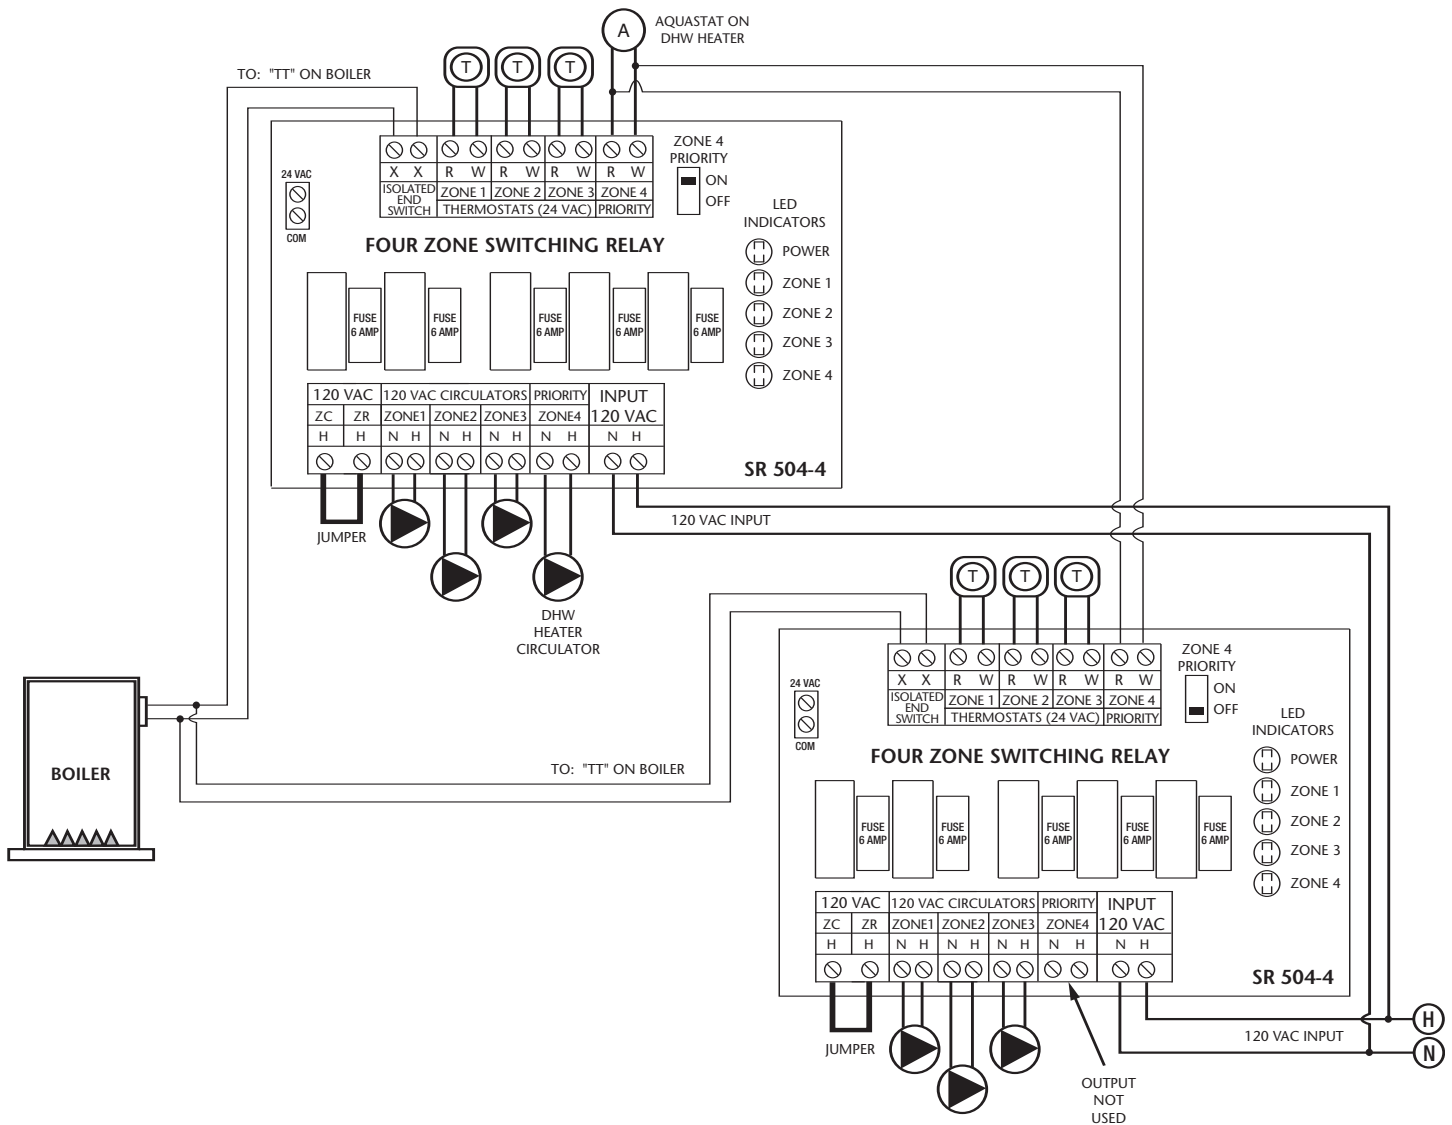 A
AQUASTAT ON
DHW HEATER
TO: "TT" ON BOILER
T T T
24 VAC
COM
X X R W R W R W R W
ISOLATED
END
SWITCH
ZONE 1 ZONE 2 ZONE 3 ZONE 4
THERMOSTATS (24 VAC) PRIORITY
ZONE 4
PRIORITY
ON
OFF
FOUR ZONE SWITCHING RELAY
LED
INDICATORS
POWER
ZONE 1
ZONE 2
ZONE 3
ZONE 4
FUSE
6 AMP
FUSE
6 AMP
FUSE
6 AMP
FUSE
6 AMP
FUSE
6 AMP
120 VAC 120 VAC CIRCULATORS PRIORITY INPUT
120 VAC
ZC ZR ZONE1 ZONE2 ZONE3 ZONE4
H H N H N H N H N H N H
SR 504-4
JUMPER
120 VAC INPUT
DHW
HEATER
CIRCULATOR
BOILER
TO: "TT" ON BOILER
T T T
24 VAC
COM
X X R W R W R W R W
ISOLATED
END
SWITCH
ZONE 1 ZONE 2 ZONE 3 ZONE 4
THERMOSTATS (24 VAC) PRIORITY
ZONE 4
PRIORITY
ON
OFF
FOUR ZONE SWITCHING RELAY
LED
INDICATORS
POWER
ZONE 1
ZONE 2
ZONE 3
ZONE 4
FUSE
6 AMP
FUSE
6 AMP
FUSE
6 AMP
FUSE
6 AMP
FUSE
6 AMP
120 VAC 120 VAC CIRCULATORS PRIORITY INPUT
120 VAC
ZC ZR ZONE1 ZONE2 ZONE3 ZONE4
H H N H N H N H N H N H
SR 504-4
JUMPER
H
120 VAC INPUT
N
OUTPUT
NOT
USED